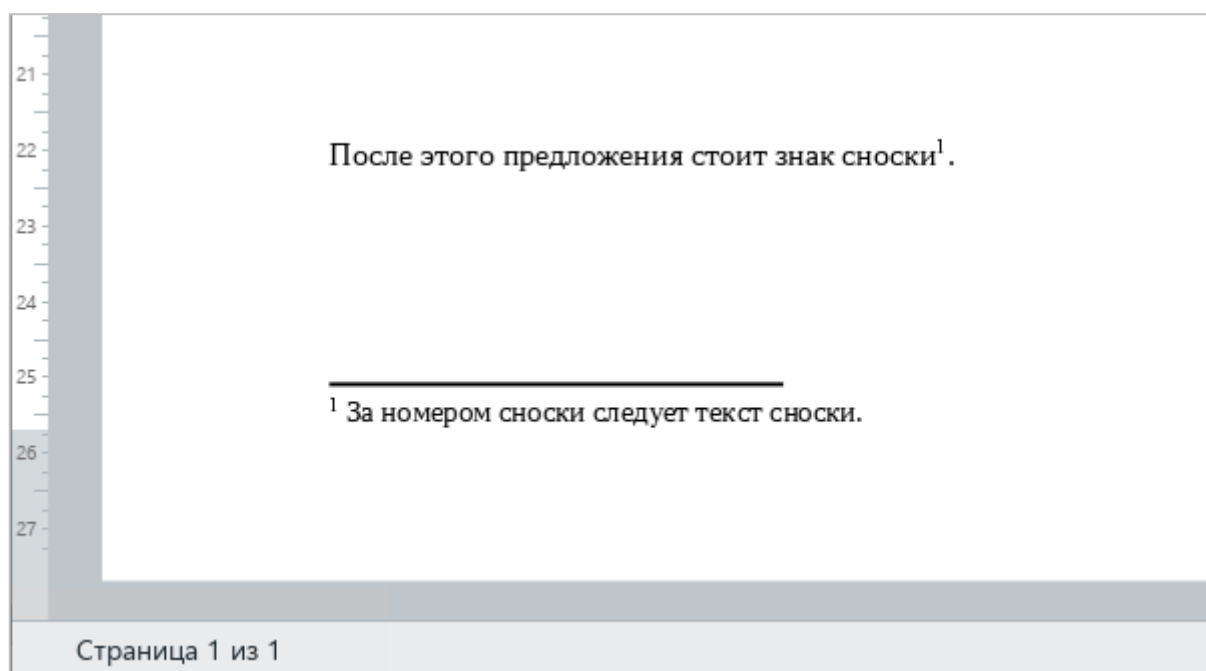 21
22
После этого предложения стоит знак сноски¹.
23
24
25
¹ За номером сноски следует текст сноски.
26
27
Страница 1 из 1